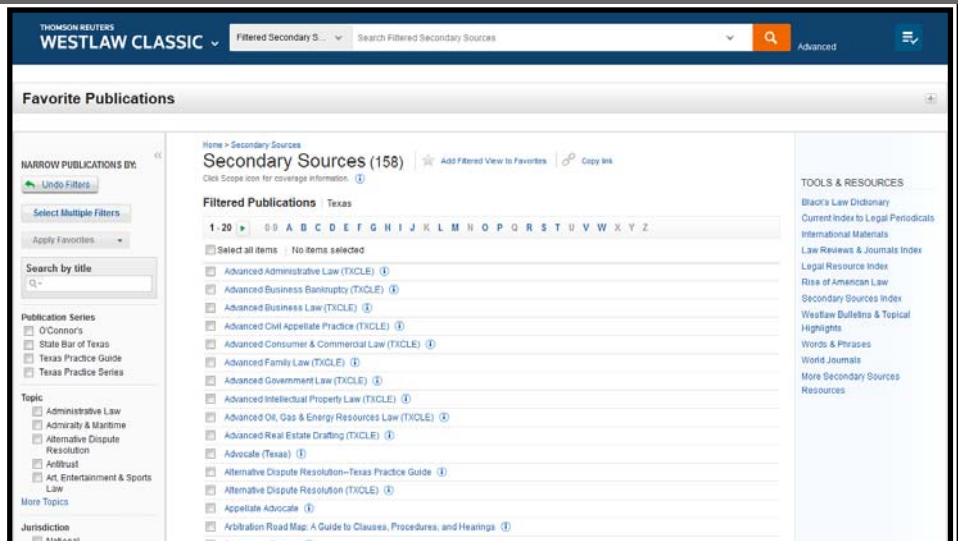 THOMSON REUTERS
WESTLAW CLASSIC
Filtered Secondary S...
Search Filtered Secondary Sources
Advanced
Favorite Publications
NARROW PUBLICATIONS BY:
Undo Filters
Select Multiple Filters
Apply Favorites
Search by title
Publication Series
O'Connor's
State Bar of Texas
Texas Practice Guide
Texas Practice Series
Topic
Administrative Law
Admiralty & Maritime
Alternative Dispute
Resolution
Antitrust
Art, Entertainment & Sports
Law
More Topics
Jurisdiction
National
Home > Secondary Sources
Secondary Sources (158)
Add Filtered View to Favorites
Copy link
Click Scope icon for coverage information.
Filtered Publications Texas
1 - 20 0-9 A B C D E F G H I J K L M N O P Q R S T U V W X Y Z
Select all items No items selected
Advanced Administrative Law (TXCLE)
Advanced Business Bankruptcy (TXCLE)
Advanced Business Law (TXCLE)
Advanced Civil Appellate Practice (TXCLE)
Advanced Consumer & Commercial Law (TXCLE)
Advanced Family Law (TXCLE)
Advanced Government Law (TXCLE)
Advanced Intellectual Property Law (TXCLE)
Advanced Oil, Gas & Energy Resources Law (TXCLE)
Advanced Real Estate Drafting (TXCLE)
Advocate (Texas)
Alternative Dispute Resolution--Texas Practice Guide
Alternative Dispute Resolution (TXCLE)
Appellate Advocate
Arbitration Road Map: A Guide to Clauses, Procedures, and Hearings
TOOLS & RESOURCES
Black's Law Dictionary
Current Index to Legal Periodicals
International Materials
Law Reviews & Journals Index
Legal Resource Index
Rise of American Law
Secondary Sources Index
Westlaw Bulletins & Topical
Highlights
Words & Phrases
World Journals
More Secondary Sources
Resources